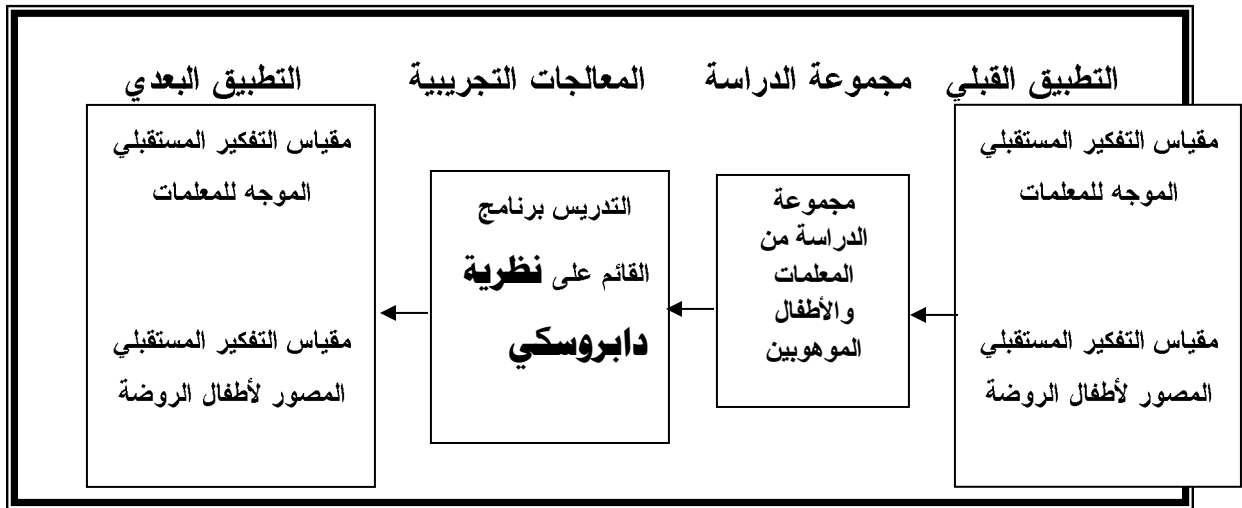 التطبيق القبلي
مجموعة الدراسة
المعالجات التجريبية
التطبيق البعدي
مقياس التفكير المستقبلي
الموجه للمعلمات
مقياس التفكير المستقبلي
المصور لأطفال الروضة
مجموعة
الدراسة من
المعلمات
والأطفال
الموهوبين
التدريس برنامج
القائم على نظرية
دابروسكي
مقياس التفكير المستقبلي
الموجه للمعلمات
مقياس التفكير المستقبلي
المصور لأطفال الروضة